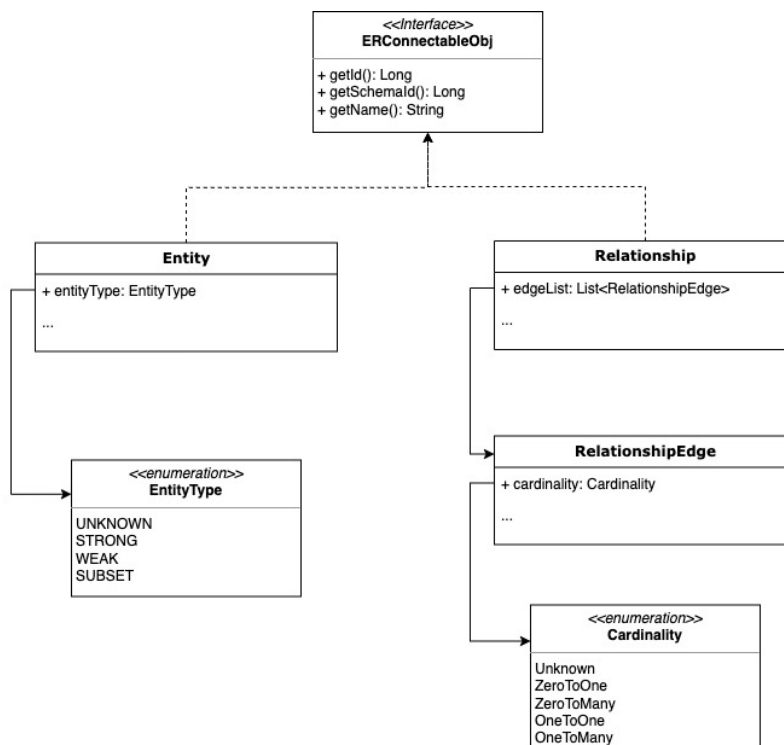 <<Interface>>
ERConnectableObj
+ getId(): Long
+ getSchemaId(): Long
+ getName(): String
Entity
+ entityType: EntityType
...
Relationship
+ edgeList: List<RelationshipEdge>
...
<<enumeration>>
EntityType
UNKNOWN
STRONG
WEAK
SUBSET
RelationshipEdge
+ cardinality: Cardinality
...
<<enumeration>>
Cardinality
Unknown
ZeroToOne
ZeroToMany
OneToOne
OneToMany